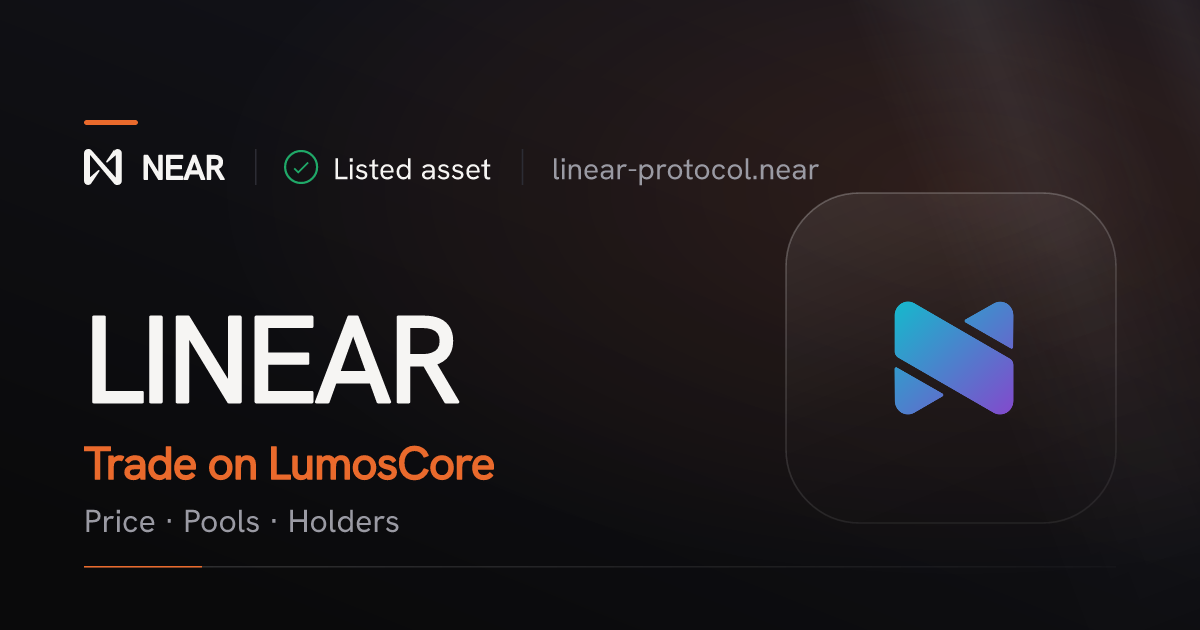 NEAR Listed asset linear-protocol.near
LINEAR
Trade on LumosCore
Price · Pools · Holders